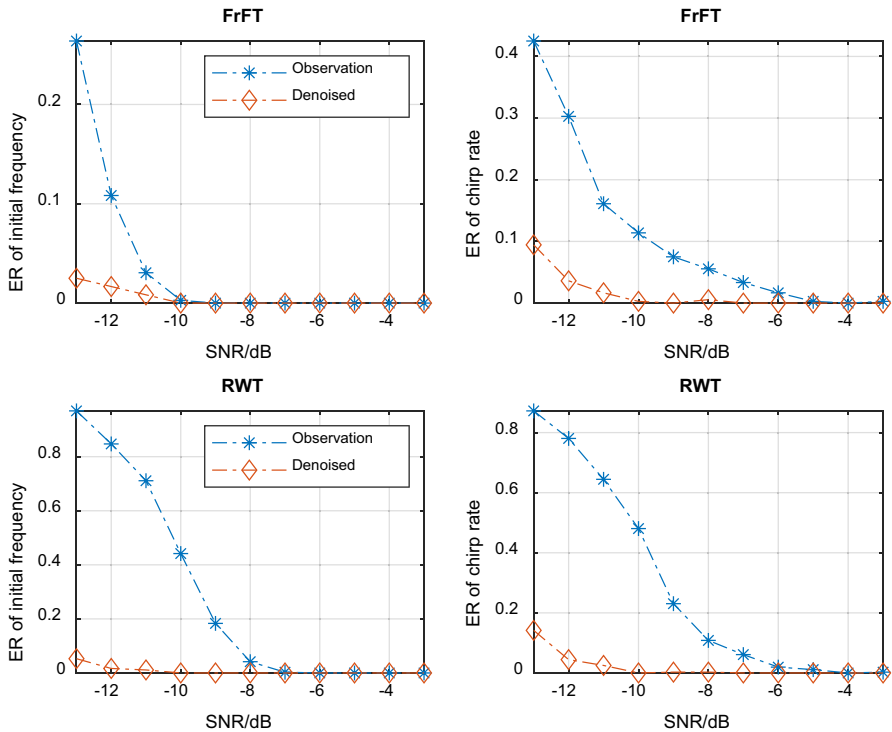 FrFT
ER of initial frequency
0.2
0.1
0
Observation
Denoised
-12 -10 -8 -6 -4
SNR/dB
FrFT
ER of chirp rate
0.4
0.3
0.2
0.1
0
-12 -10 -8 -6 -4
SNR/dB
RWT
ER of initial frequency
0.8
0.6
0.4
0.2
0
Observation
Denoised
-12 -10 -8 -6 -4
SNR/dB
RWT
ER of chirp rate
0.8
0.6
0.4
0.2
0
-12 -10 -8 -6 -4
SNR/dB